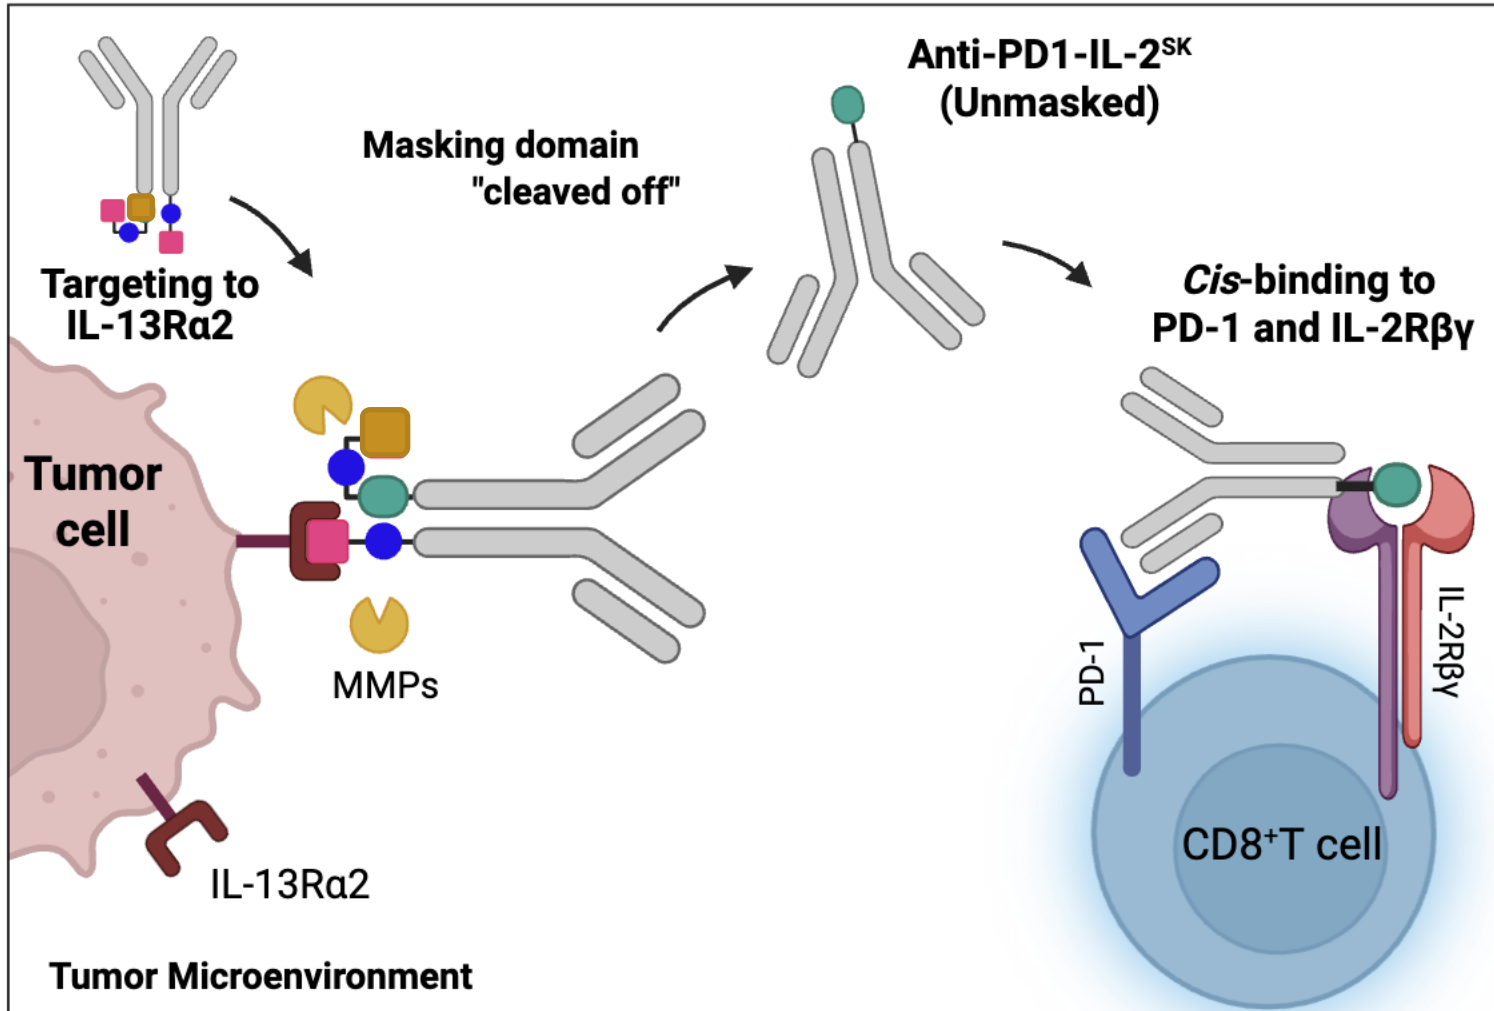 Anti-PD1-IL-2ˢᴷ
(Unmasked)
Masking domain
"cleaved off"
Targeting to
IL-13Rα2
Cis-binding to
PD-1 and IL-2Rβγ
Tumor
cell
MMPs
PD-1
IL-2Rβγ
CD8⁺T cell
IL-13Rα2
Tumor Microenvironment